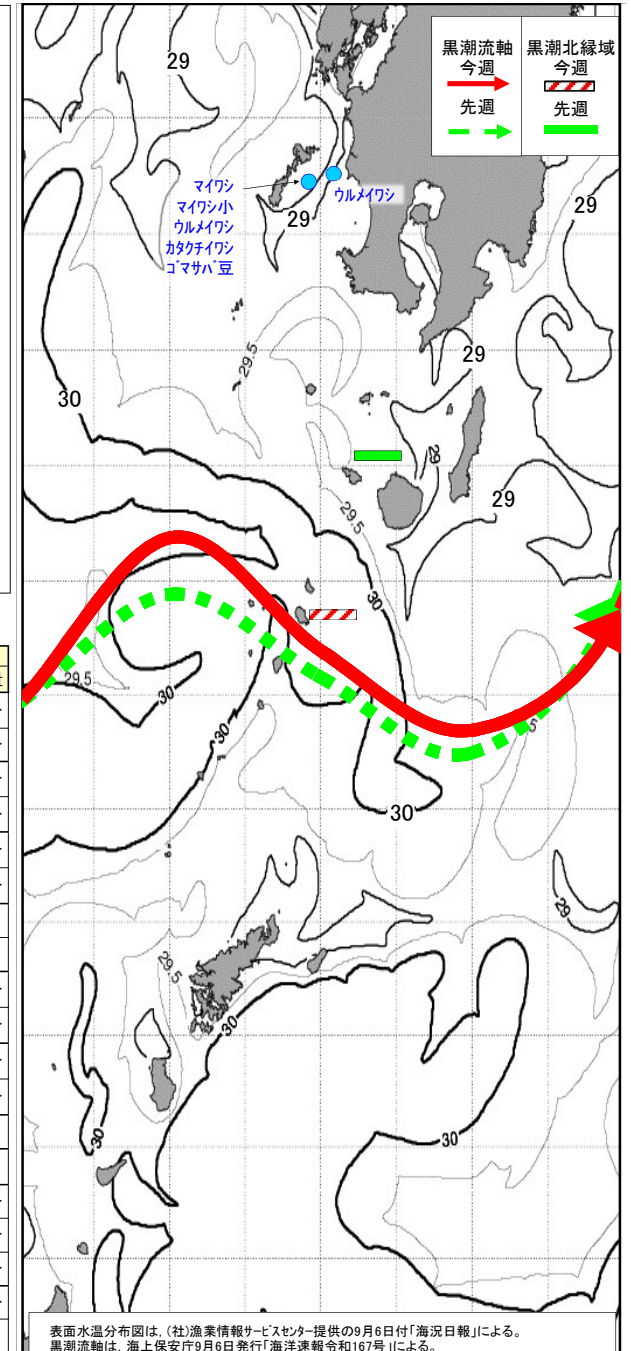 黒潮流軸
今週
先週
黒潮北縁域
今週
先週
29
マイワシ
マイワシ小
ウルメイワシ
カタクチイワシ
ゴマサバ豆
ウルメイワシ
29
29
29.5
29
30
29
29.5
29
30
29.5
30
30
5
30
29
29.5
30
30
30
表面水温分布図は，(社)漁業情報サービスセンター提供の9月6日付「海況日報」による。
黒潮流軸は，海上保安庁9月6日発行「海洋速報令和167号」による。